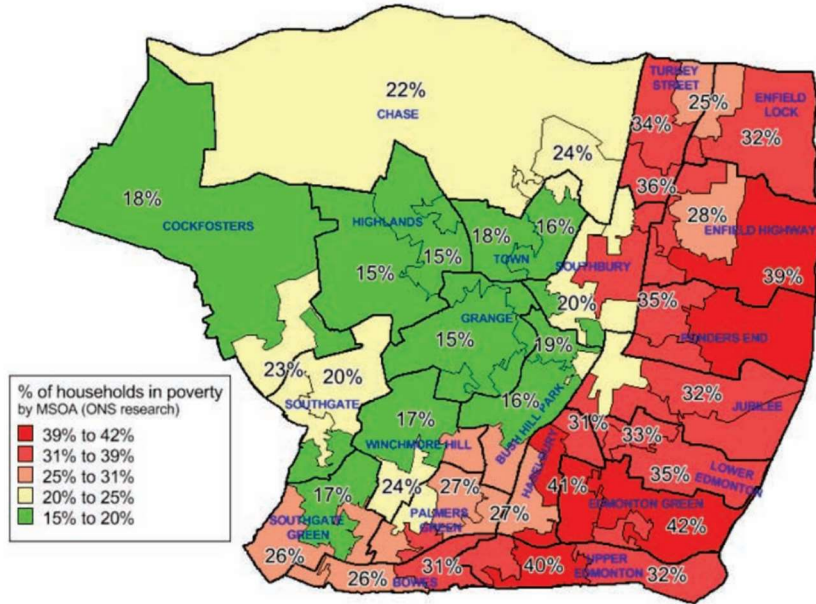 22%
CHASE
TURKEY
STREET
25%
ENFIELD
LOCK
34%
32%
24%
36%
18%
COCKFOSTERS
HIGHLANDS
15%
15%
18%
TOWN
16%
28%
ENFIELD HIGHWAY
SOUTHBURY
39%
20%
35%
GRANGE
15%
19%
PONDERS END
23%
20%
SOUTHGATE
16%
BUSH HILL PARK
32%
JUBILEE
17%
WINCHMORE HILL
31%
33%
HASELBURY
35%
LOWER
EDMONTON
17%
SOUTHGATE
GREEN
24%
27%
PALMERS
GREEN
27%
41%
EDMONTON GREEN
42%
26%
26%
BOWES
31%
40%
UPPER
EDMONTON
32%
% of households in poverty
by MSOA (ONS research)
39% to 42%
31% to 39%
25% to 31%
20% to 25%
15% to 20%